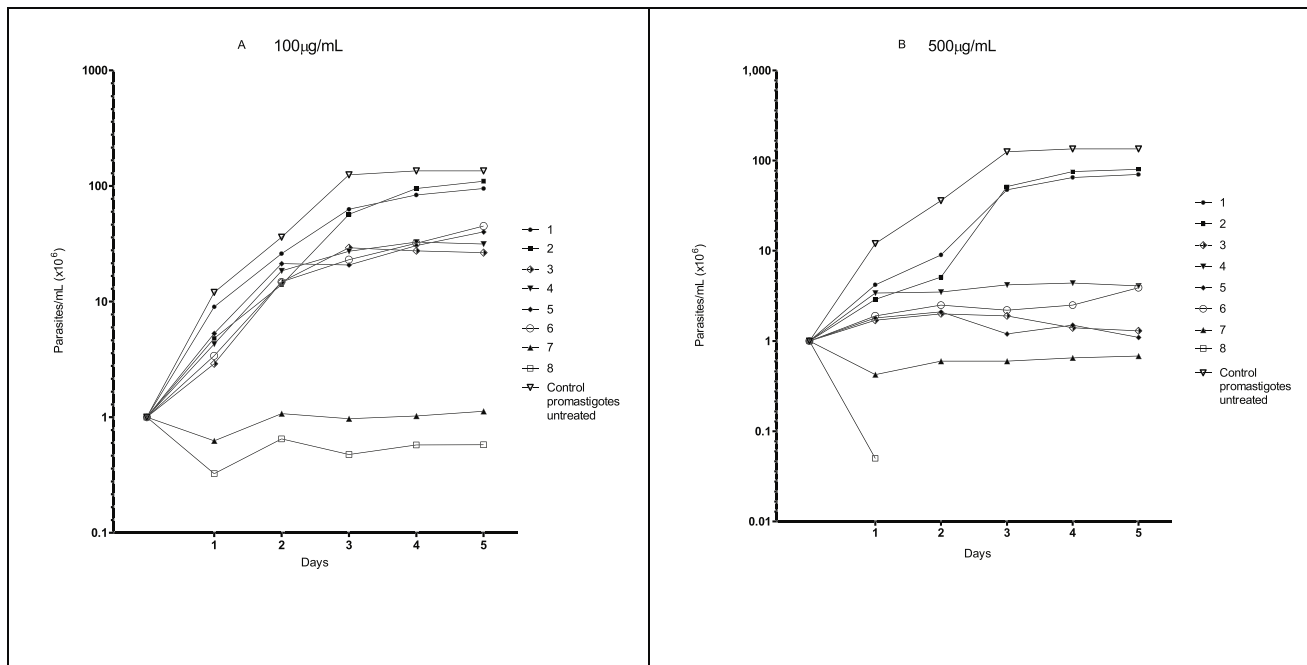 A 100µg/mL
1000
100
10
1
0.1
Parasites/mL (x10⁶)
1 2 3 4 5
Days
1
2
3
4
5
6
7
8
Control
promastigotes
untreated
B 500µg/mL
1,000
100
10
1
0.1
0.01
Parasites/mL (x10⁶)
1 2 3 4 5
Days
1
2
3
4
5
6
7
8
Control
promastigotes
untreated